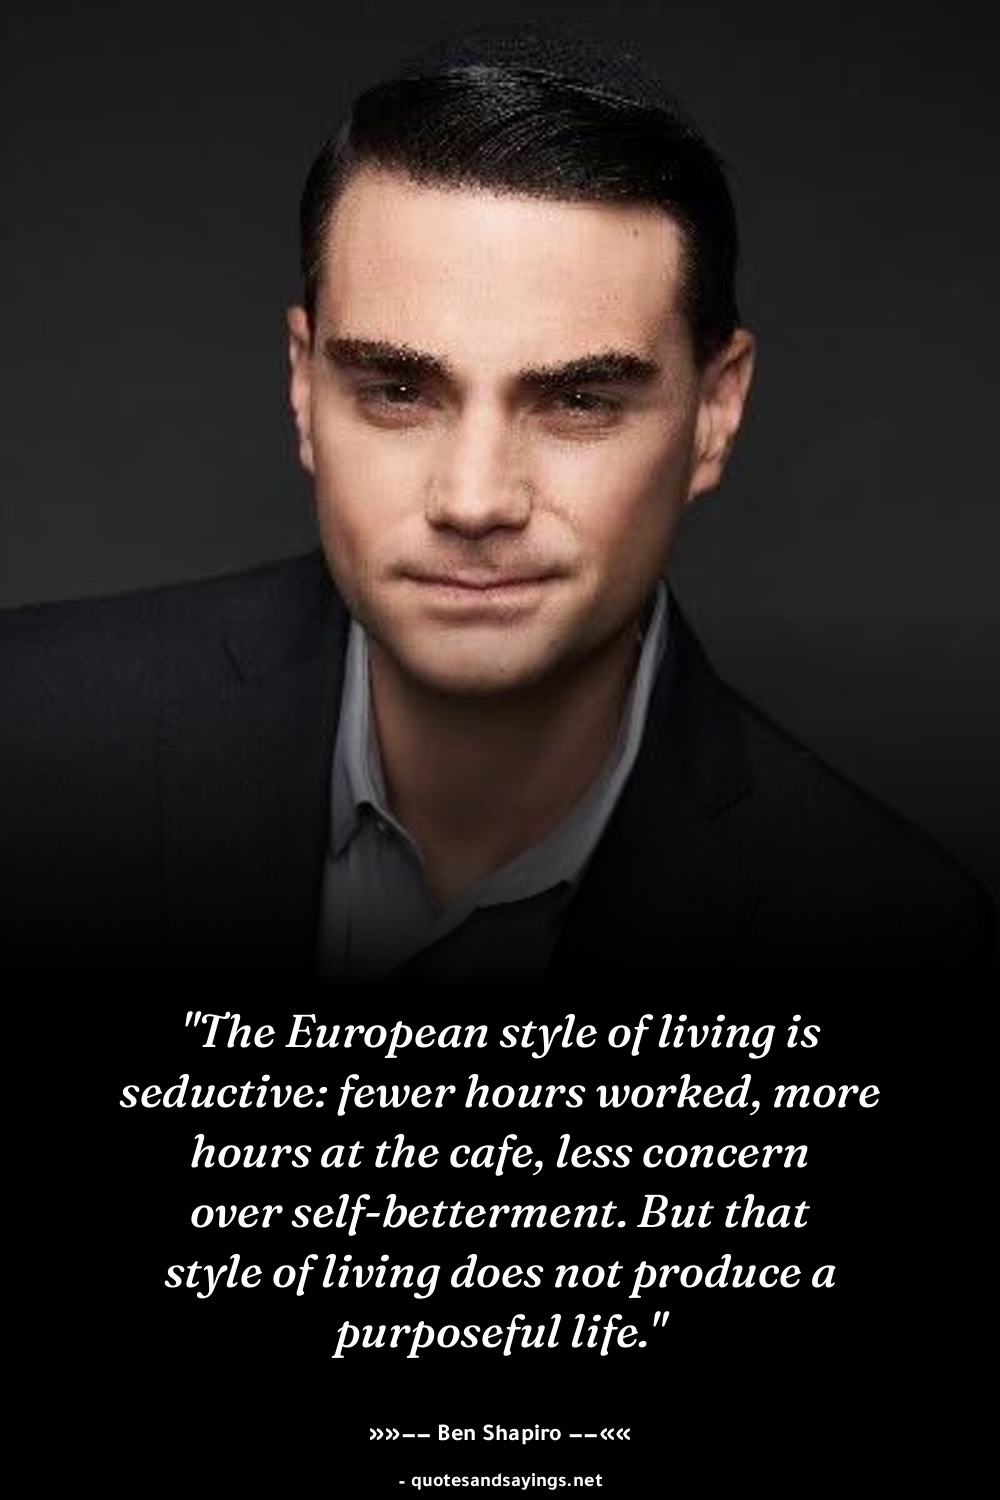 "The European style of living is
seductive: fewer hours worked, more
hours at the cafe, less concern
over self-betterment. But that
style of living does not produce a
purposeful life."
»»−− Ben Shapiro −−««
- quotesandsayings.net